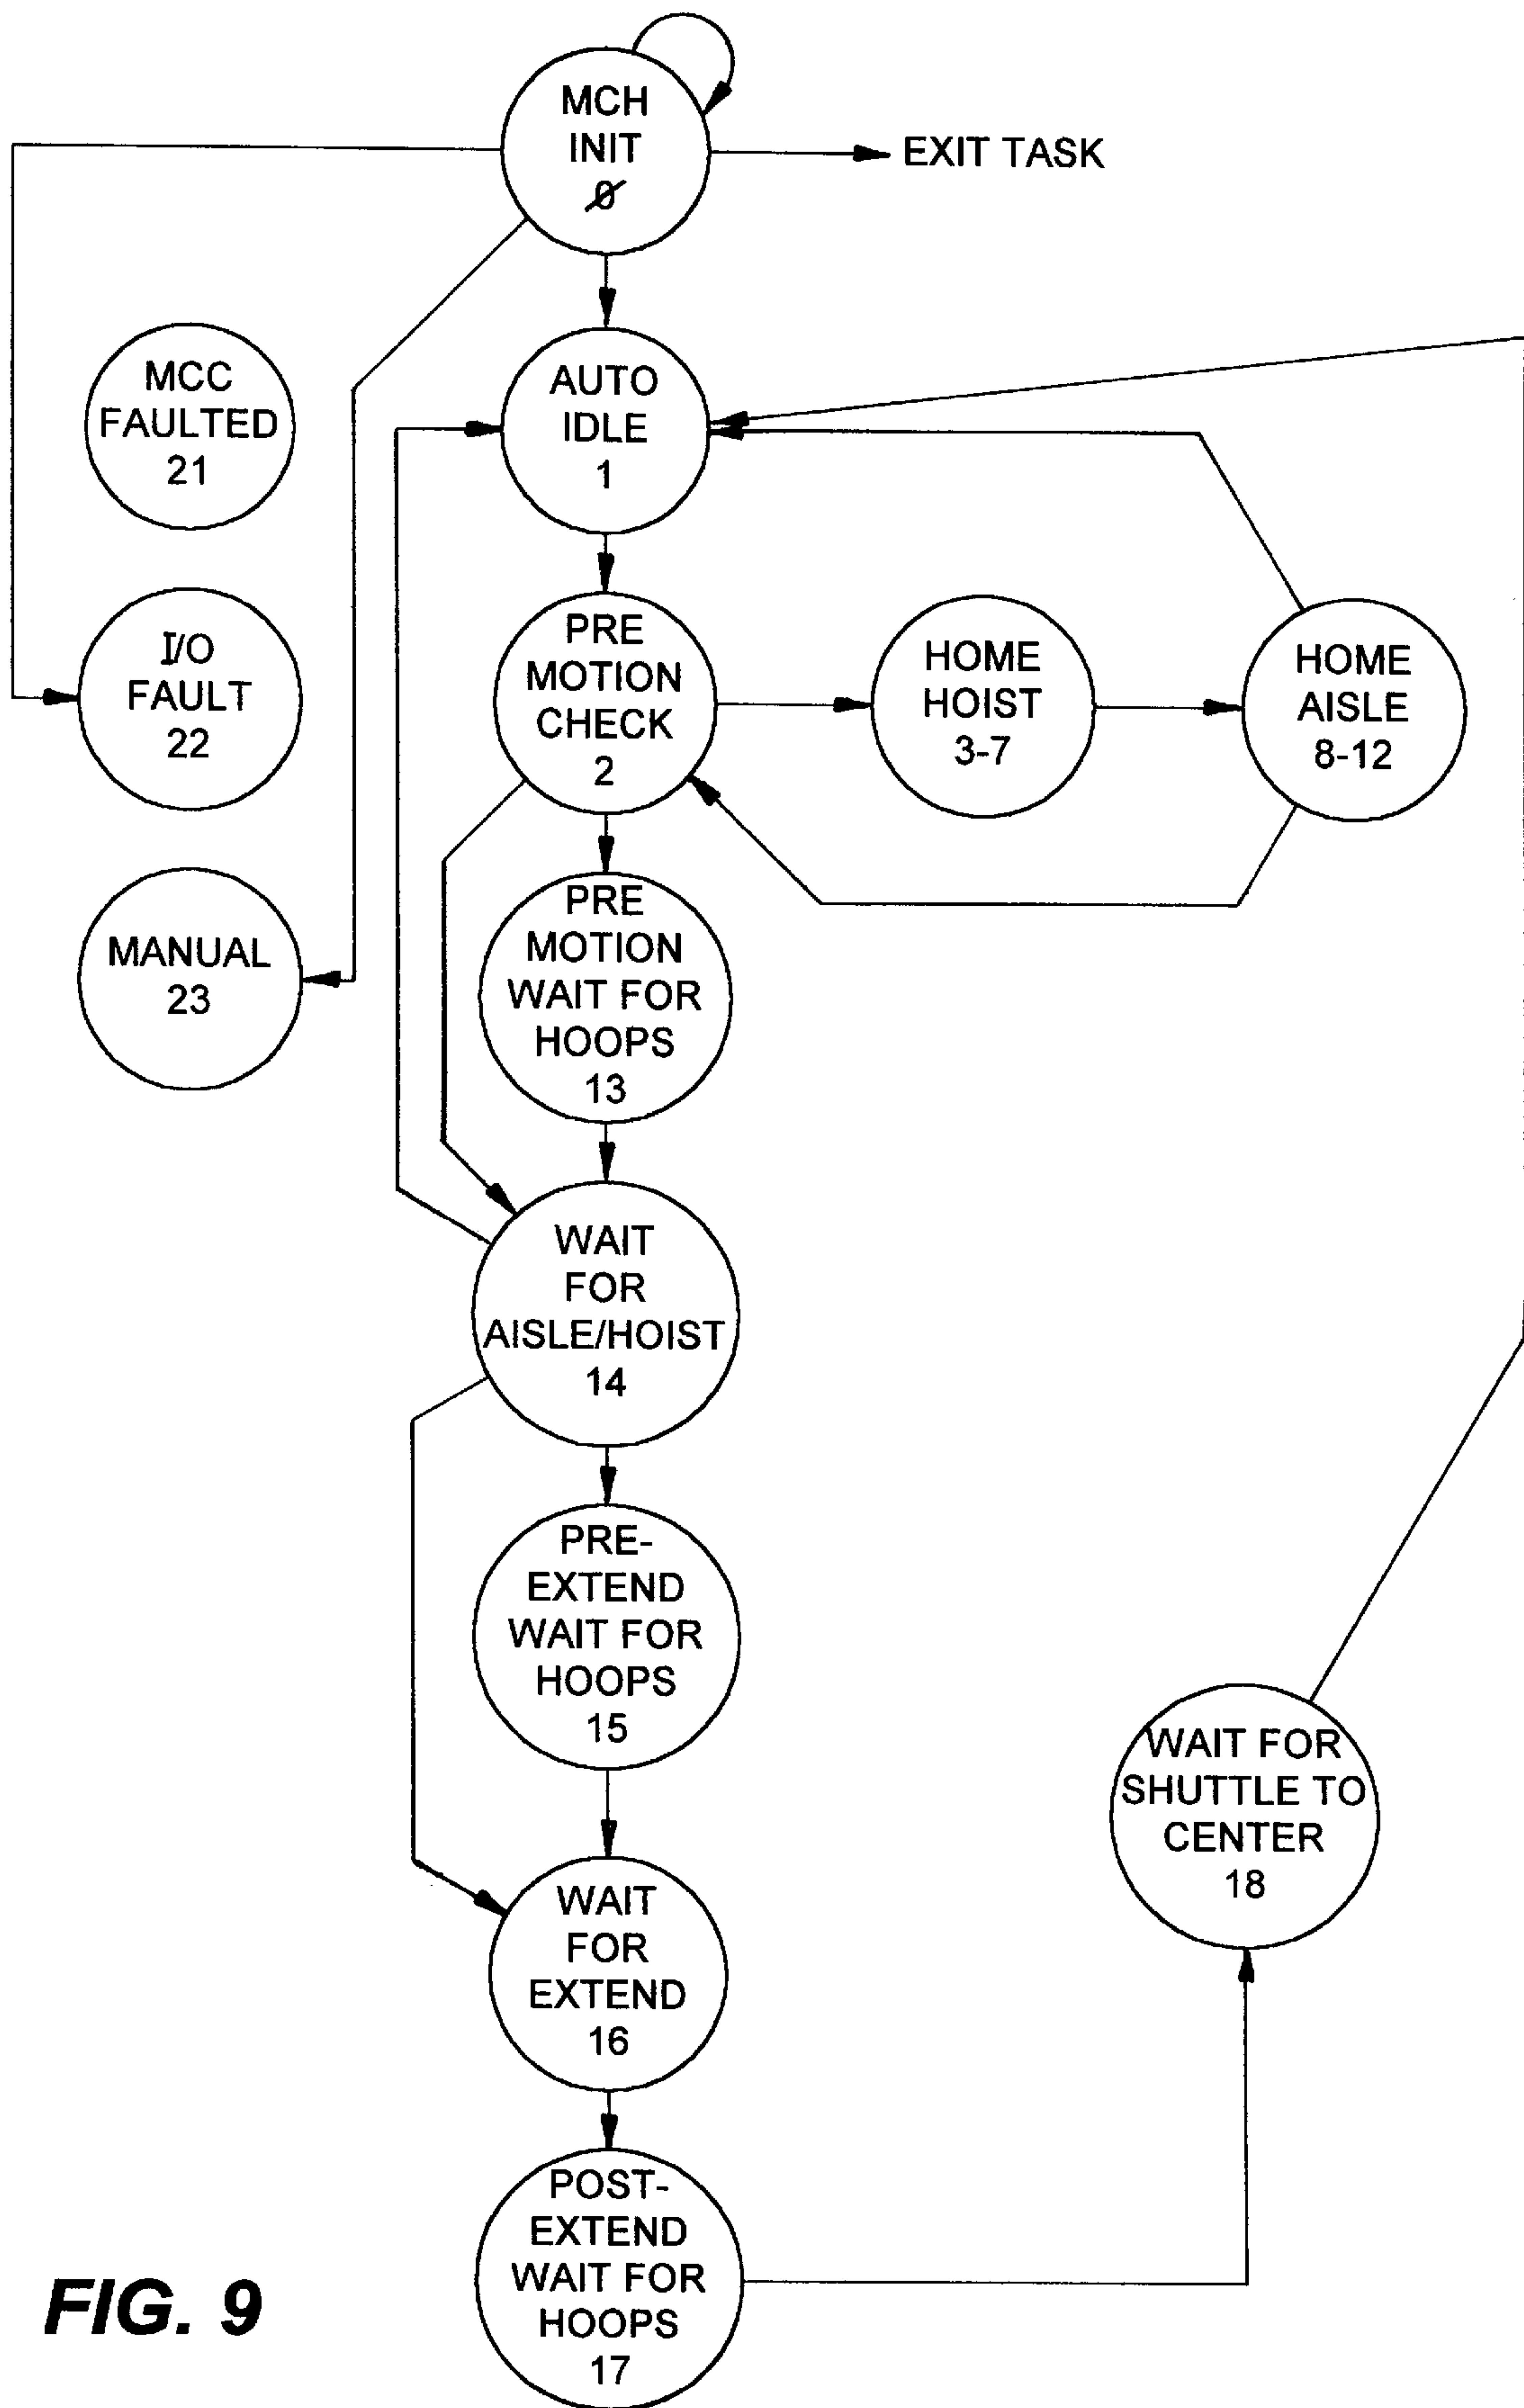 MCH
INIT
0
EXIT TASK
MCC
FAULTED
21
AUTO
IDLE
1
I/O
FAULT
22
PRE
MOTION
CHECK
2
HOME
HOIST
3-7
HOME
AISLE
8-12
MANUAL
23
PRE
MOTION
WAIT FOR
HOOPS
13
WAIT
FOR
AISLE/HOIST
14
PRE-
EXTEND
WAIT FOR
HOOPS
15
WAIT FOR
SHUTTLE TO
CENTER
18
WAIT
FOR
EXTEND
16
POST-
EXTEND
WAIT FOR
HOOPS
17
FIG. 9